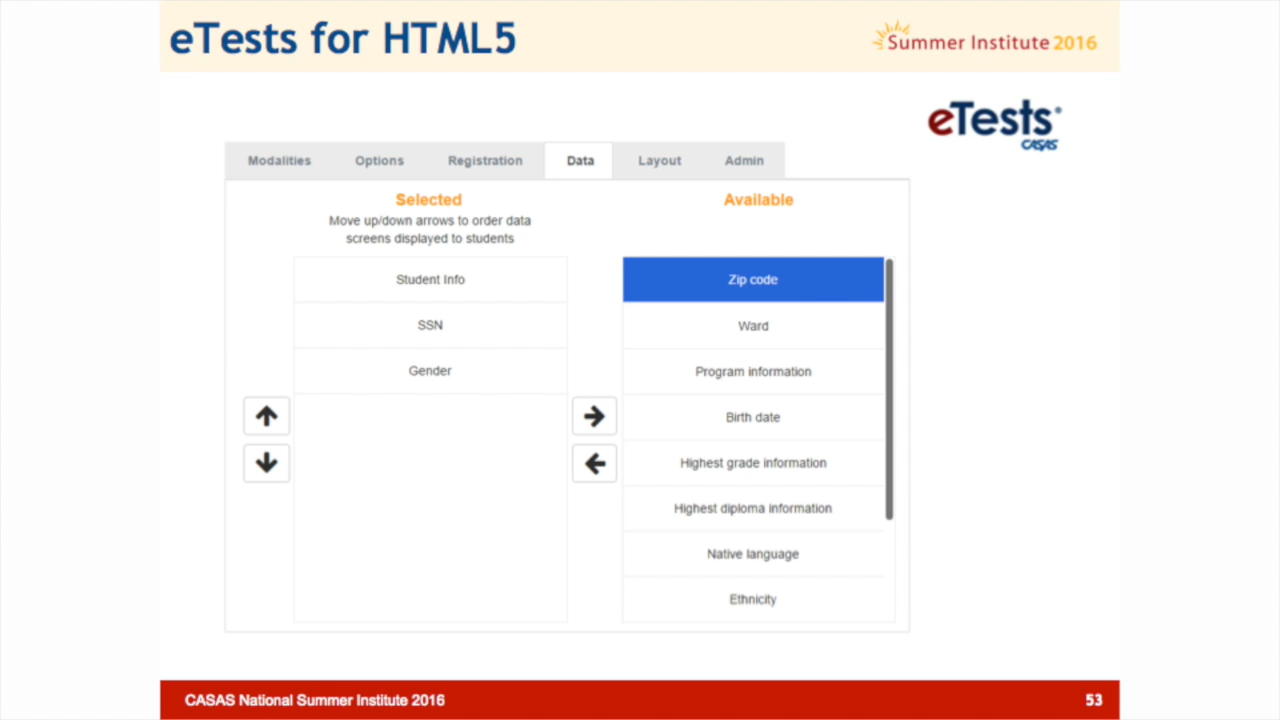 eTests for HTML5
Summer Institute 2016
eTests®
CASAS
Modalities Options Registration Data Layout Admin
Selected
Move up/down arrows to order data
screens displayed to students
Student Info
SSN
Gender
Available
Zip code
Ward
Program information
Birth date
Highest grade information
Highest diploma information
Native language
Ethnicity
CASAS National Summer Institute 2016
53